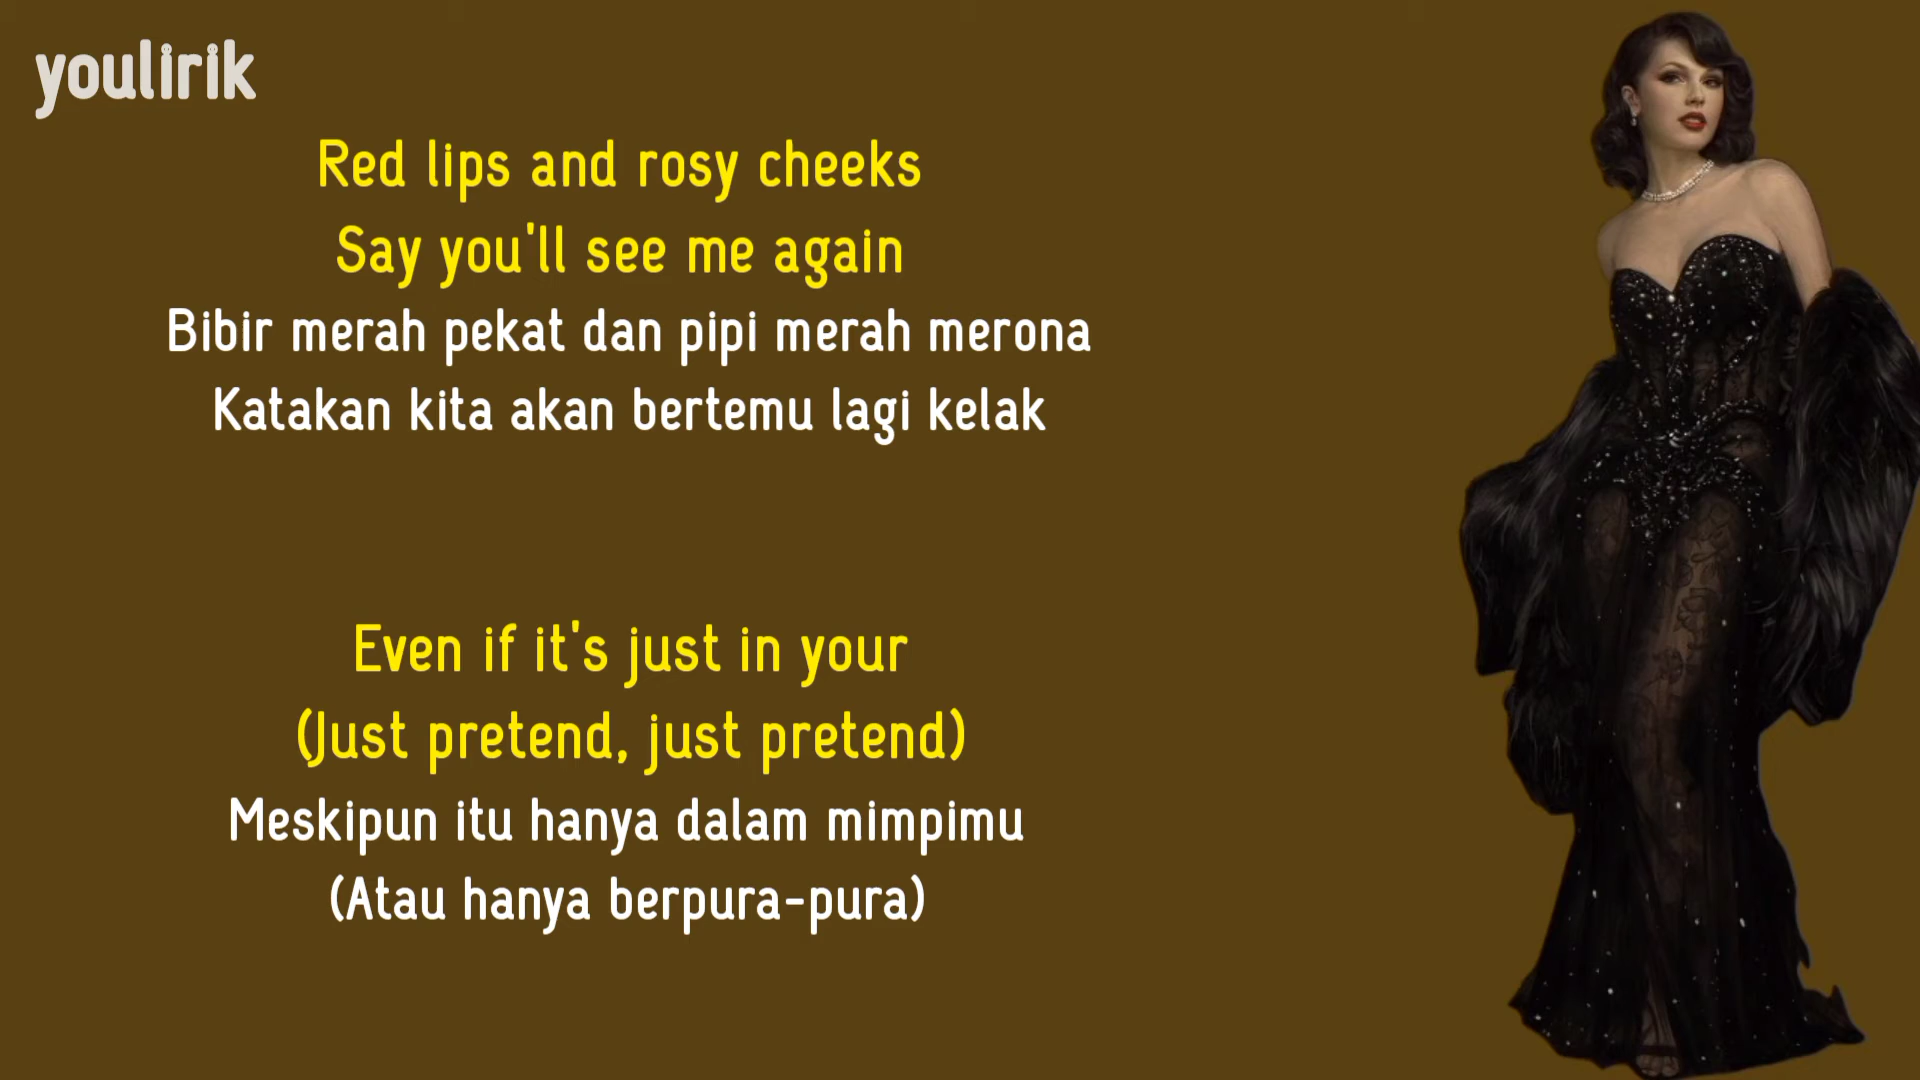 youlirik
Red lips and rosy cheeks
Say you'll see me again
Bibir merah pekat dan pipi merah merona
Katakan kita akan bertemu lagi kelak
Even if it's just in your
(Just pretend, just pretend)
Meskipun itu hanya dalam mimpimu
(Atau hanya berpura-pura)